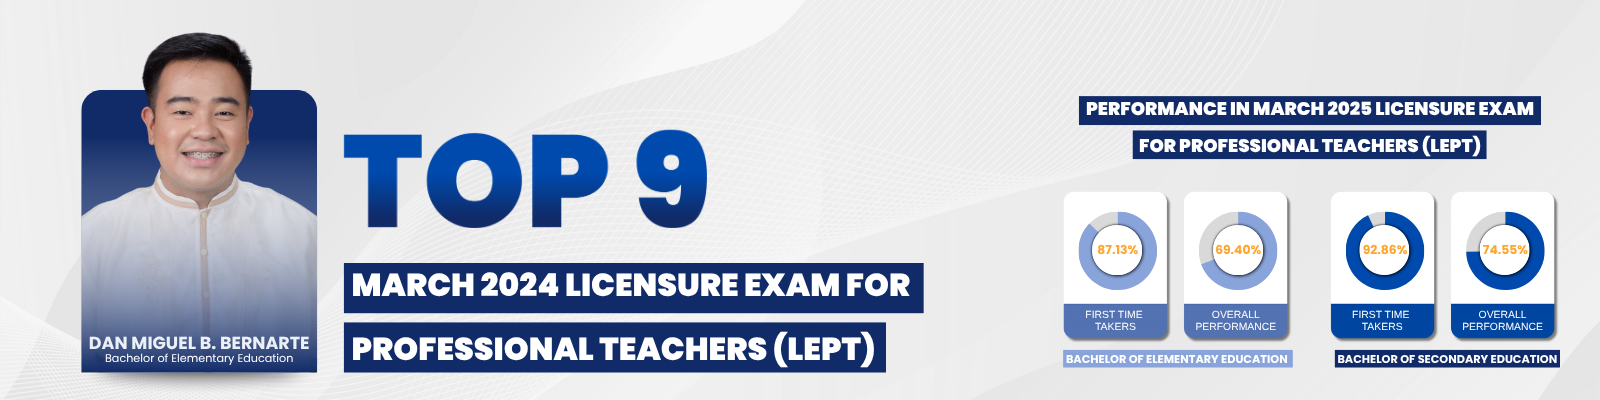 DAN MIGUEL B. BERNARTE
Bachelor of Elementary Education
TOP 9
MARCH 2024 LICENSURE EXAM FOR
PROFESSIONAL TEACHERS (LEPT)
PERFORMANCE IN MARCH 2025 LICENSURE EXAM
FOR PROFESSIONAL TEACHERS (LEPT)
87.13%
FIRST TIME
TAKERS
69.40%
OVERALL
PERFORMANCE
BACHELOR OF ELEMENTARY EDUCATION
92.86%
FIRST TIME
TAKERS
74.55%
OVERALL
PERFORMANCE
BACHELOR OF SECONDARY EDUCATION